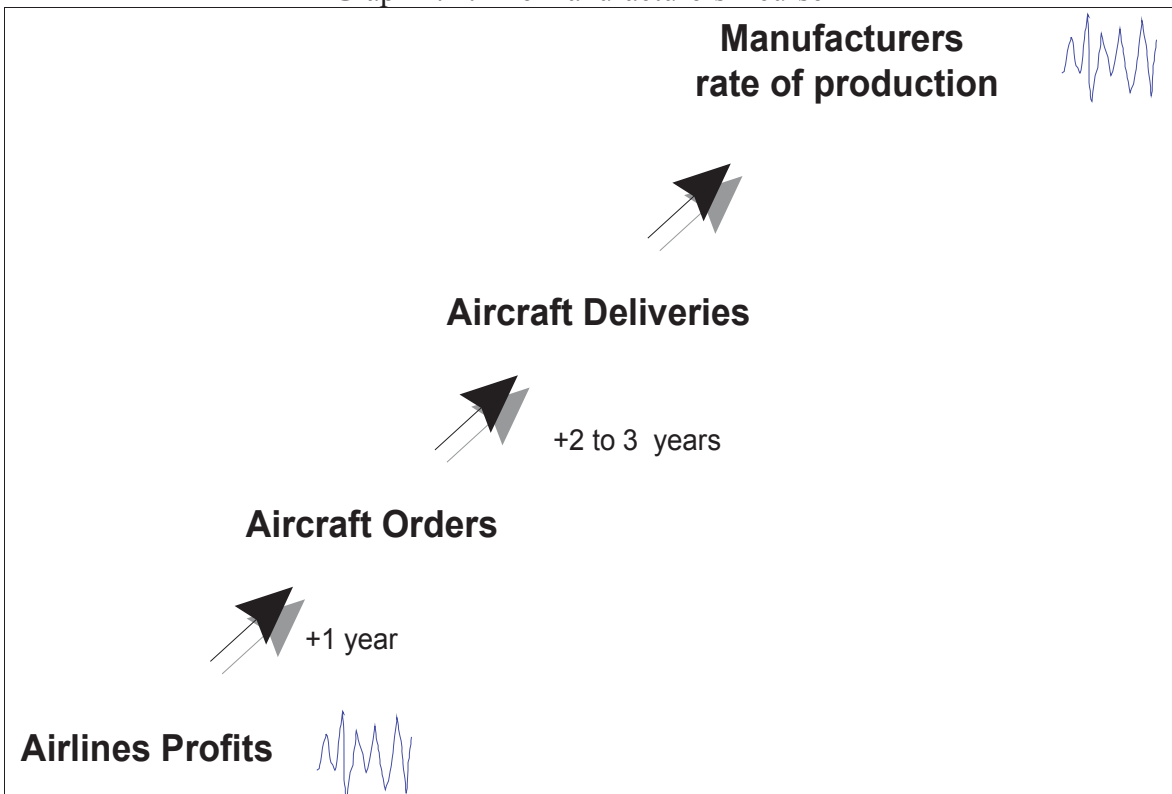 Manufacturers
rate of production
Aircraft Deliveries
+2 to 3 years
Aircraft Orders
+1 year
Airlines Profits